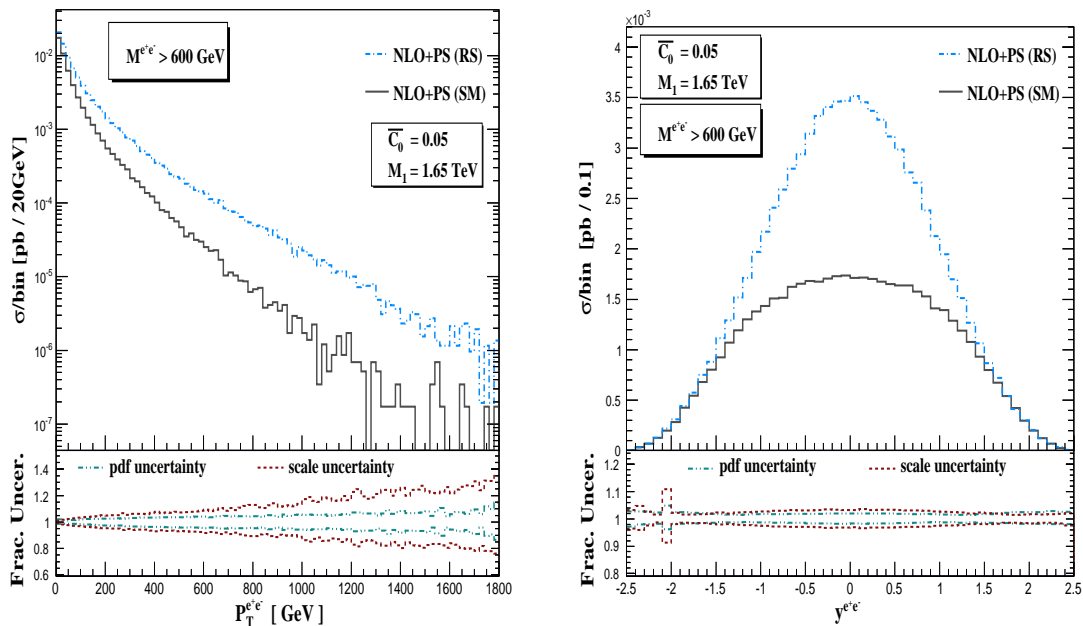 M^{e⁺e⁻} > 600 GeV
NLO+PS (RS)
NLO+PS (SM)
\overline{C_0} = 0.05
M_1 = 1.65 TeV
σ/bin [pb / 20GeV]
10^{-2}
10^{-3}
10^{-4}
10^{-5}
10^{-6}
10^{-7}
pdf uncertainty
scale uncertainty
Frac. Uncer.
1.4
1.2
1
0.8
0.6
0 200 400 600 800 1000 1200 1400 1600 1800
P_T^{e⁺e⁻} [ GeV ]
×10^{-3}
\overline{C_0} = 0.05
M_1 = 1.65 TeV
M^{e⁺e⁻} > 600 GeV
NLO+PS (RS)
NLO+PS (SM)
σ/bin [pb / 0.1]
4
3.5
3
2.5
2
1.5
1
0.5
0
pdf uncertainty
scale uncertainty
Frac. Uncer.
1.2
1.1
1
0.9
0.8
-2.5 -2 -1.5 -1 -0.5 0 0.5 1 1.5 2 2.5
y^{e⁺e⁻}